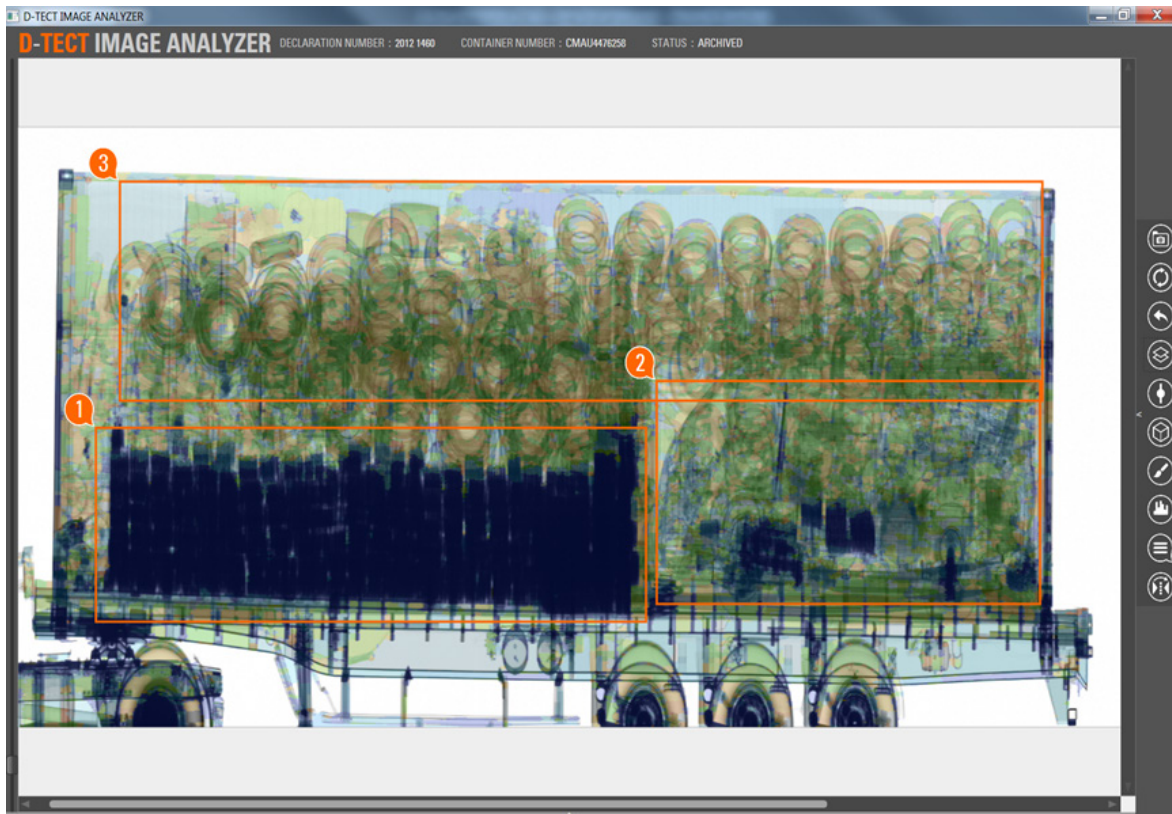 D-TECT IMAGE ANALYZER
D-TECT IMAGE ANALYZER DECLARATION NUMBER : 2012 1460 CONTAINER NUMBER : CMAU4476258 STATUS : ARCHIVED
3
2
1